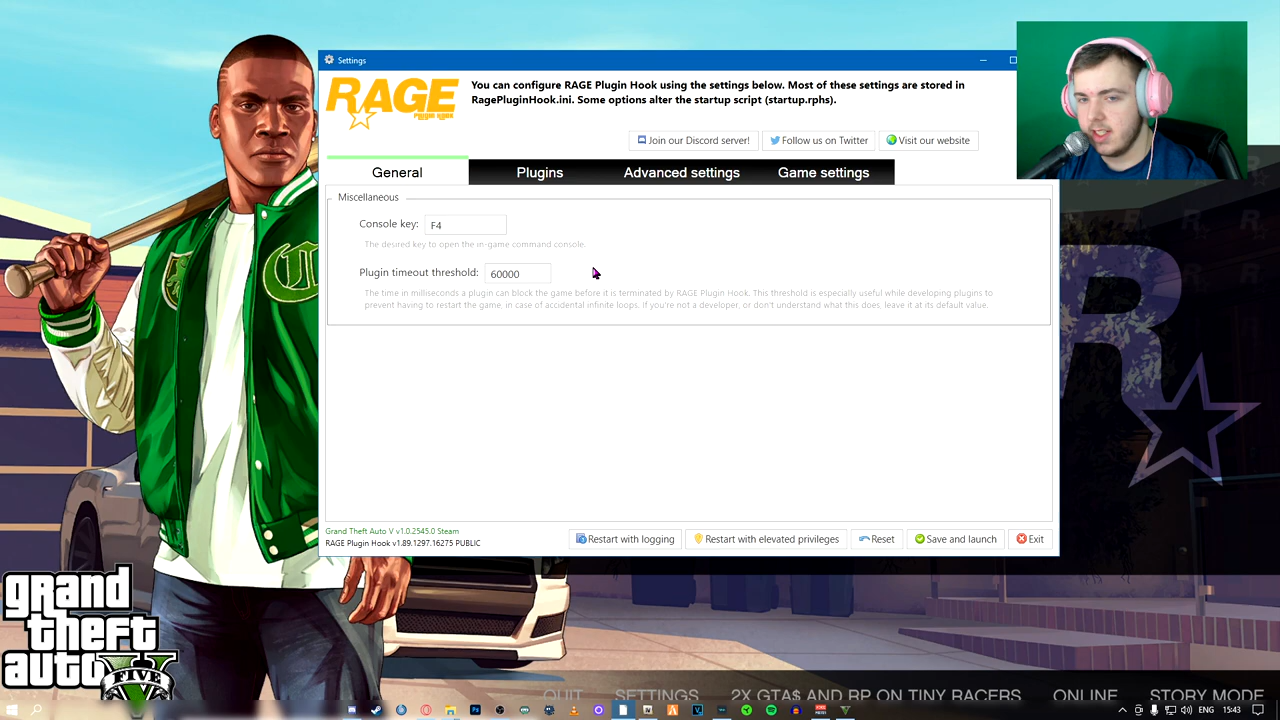 Settings
RAGE
PLUGIN HOOK
You can configure RAGE Plugin Hook using the settings below. Most of these settings are stored in
RagePluginHook.ini. Some options alter the startup script (startup.rphs).
Join our Discord server!
Follow us on Twitter
Visit our website
General
Plugins
Advanced settings
Game settings
Miscellaneous
Console key: F4
The desired key to open the in-game command console.
Plugin timeout threshold: 60000
The time in milliseconds a plugin can block the game before it is terminated by RAGE Plugin Hook. This threshold is especially useful while developing plugins to
prevent having to restart the game, in case of accidental infinite loops. If you're not a developer, or don't understand what this does, leave it at its default value.
Grand Theft Auto V v1.0.2545.0 Steam
RAGE Plugin Hook v1.89.1297.16275 PUBLIC
Restart with logging
Restart with elevated privileges
Reset
Save and launch
Exit
grand
theft
auto V
FIVE
QUIT
SETTINGS
2X GTA$ AND RP ON TINY RACERS
ONLINE
STORY MODE
ENG
15:43